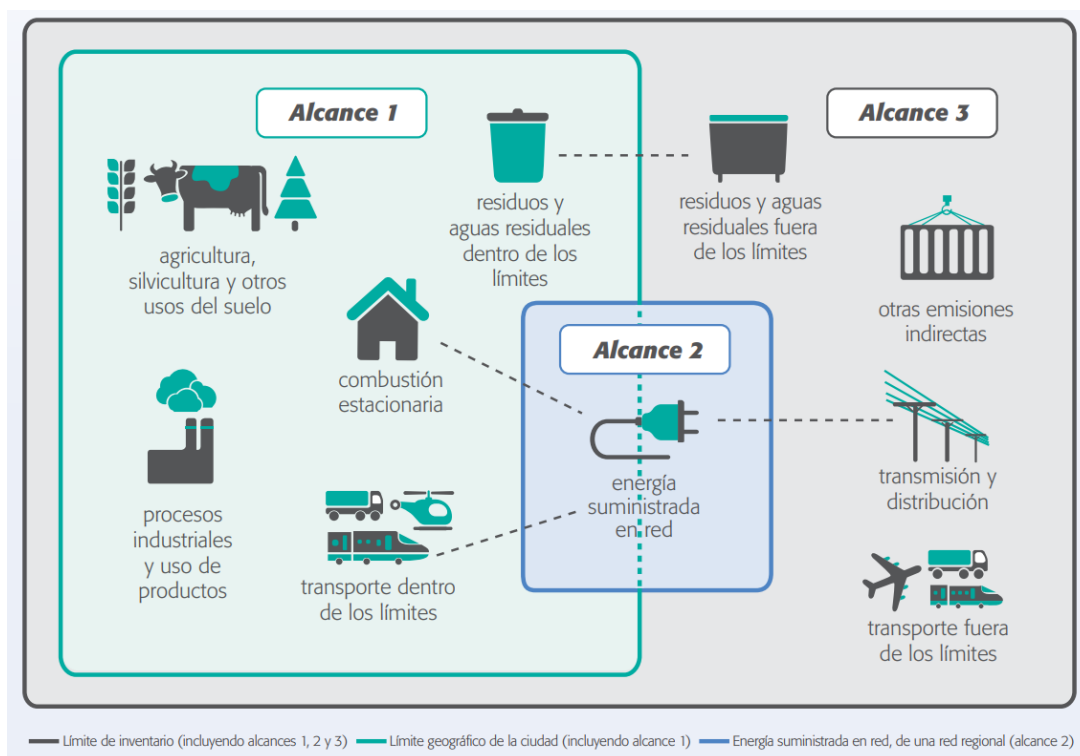 Alcance 1
Alcance 3
residuos y
aguas residuales
dentro de los
límites
residuos y aguas
residuales fuera
de los límites
agricultura,
silvicultura y otros
usos del suelo
otras emisiones
indirectas
Alcance 2
combustión
estacionaria
energía
suministrada
en red
transmisión y
distribución
procesos
industriales
y uso de
productos
transporte dentro
de los límites
transporte fuera
de los límites
Límite de inventario (incluyendo alcances 1, 2 y 3) Límite geográfico de la ciudad (incluyendo alcance 1) Energía suministrada en red, de una red regional (alcance 2)